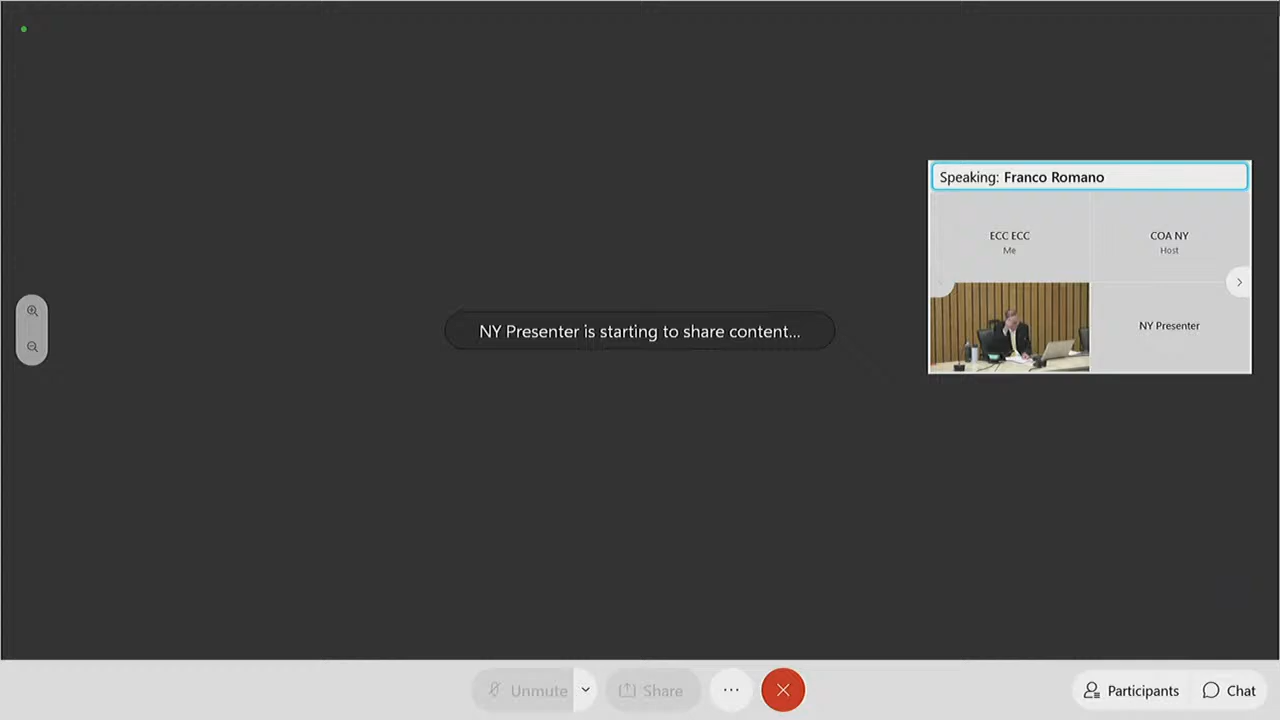 Speaking: Franco Romano
ECC ECC
Me
COA NY
Host
NY Presenter is starting to share content...
NY Presenter
Unmute
Share
Participants
Chat